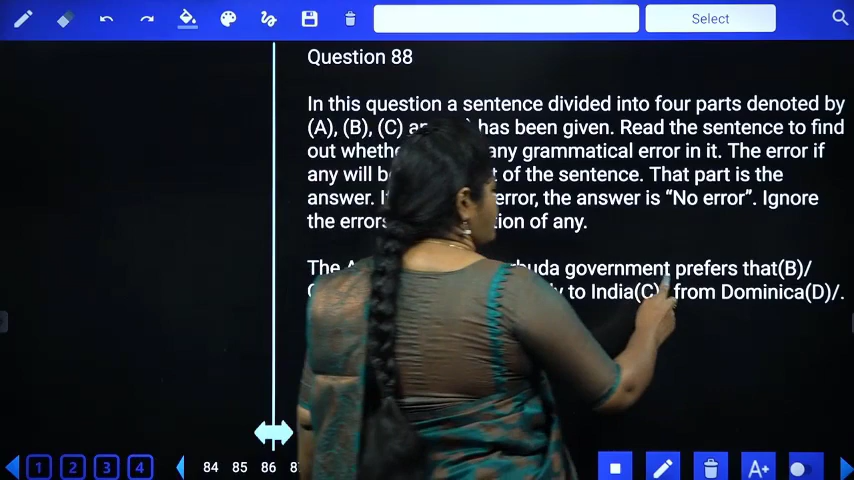 Select
Question 88
In this question a sentence divided into four parts denoted by
(A), (B), (C) has been given. Read the sentence to find
out any grammatical error in it. The error if
any will of the sentence. That part is the
answer. error, the answer is “No error”. Ignore
the errors of any.
The government prefers that(B)/
to India(C) from Dominica(D)/.
1 2 3 4 84 85 86 A+